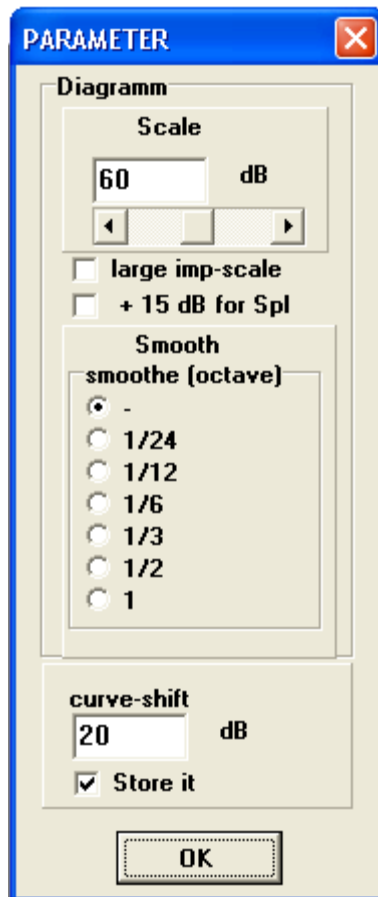 PARAMETER
Diagramm
Scale
60 dB
large imp-scale
+ 15 dB for Spl
Smooth
smoothe (octave)
-
1/24
1/12
1/6
1/3
1/2
1
curve-shift
20 dB
Store it
OK